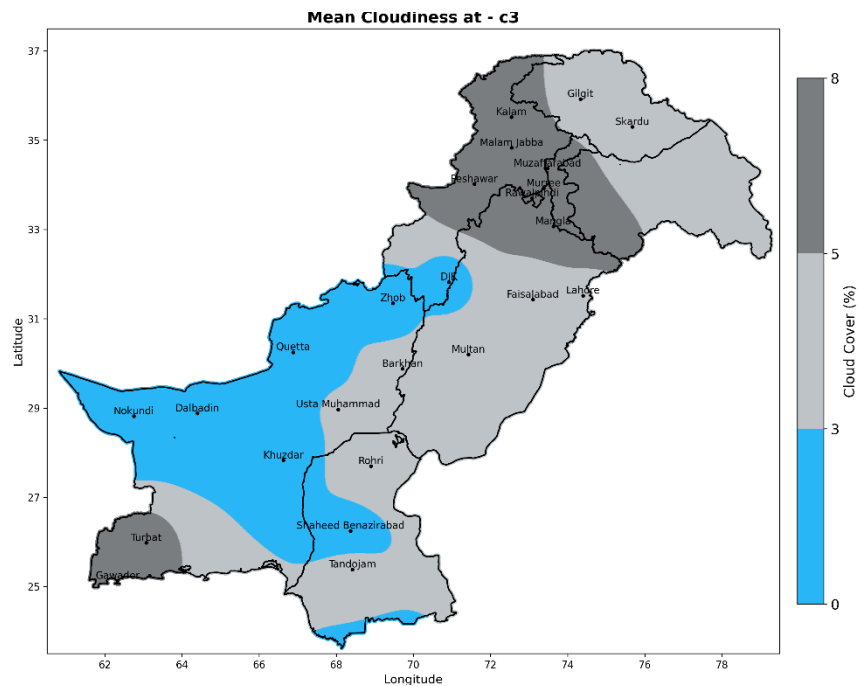 Mean Cloudiness at - c3
37
35
33
31
29
27
25
Latitude
62
64
66
68
70
72
74
76
78
Longitude
Gilgit
Kalam
Skardu
Malam Jabba
Muzaffarabad
Peshawar
Murree
Rawalpindi
Mangla
DIK
Zhob
Faisalabad
Lahore
Quetta
Multan
Barkhan
Nokundi
Dalbadin
Usta Muhammad
Khuzdar
Rohri
Shaheed Benazirabad
Turbat
Tandojam
Gawader
8
5
3
0
Cloud Cover (%)